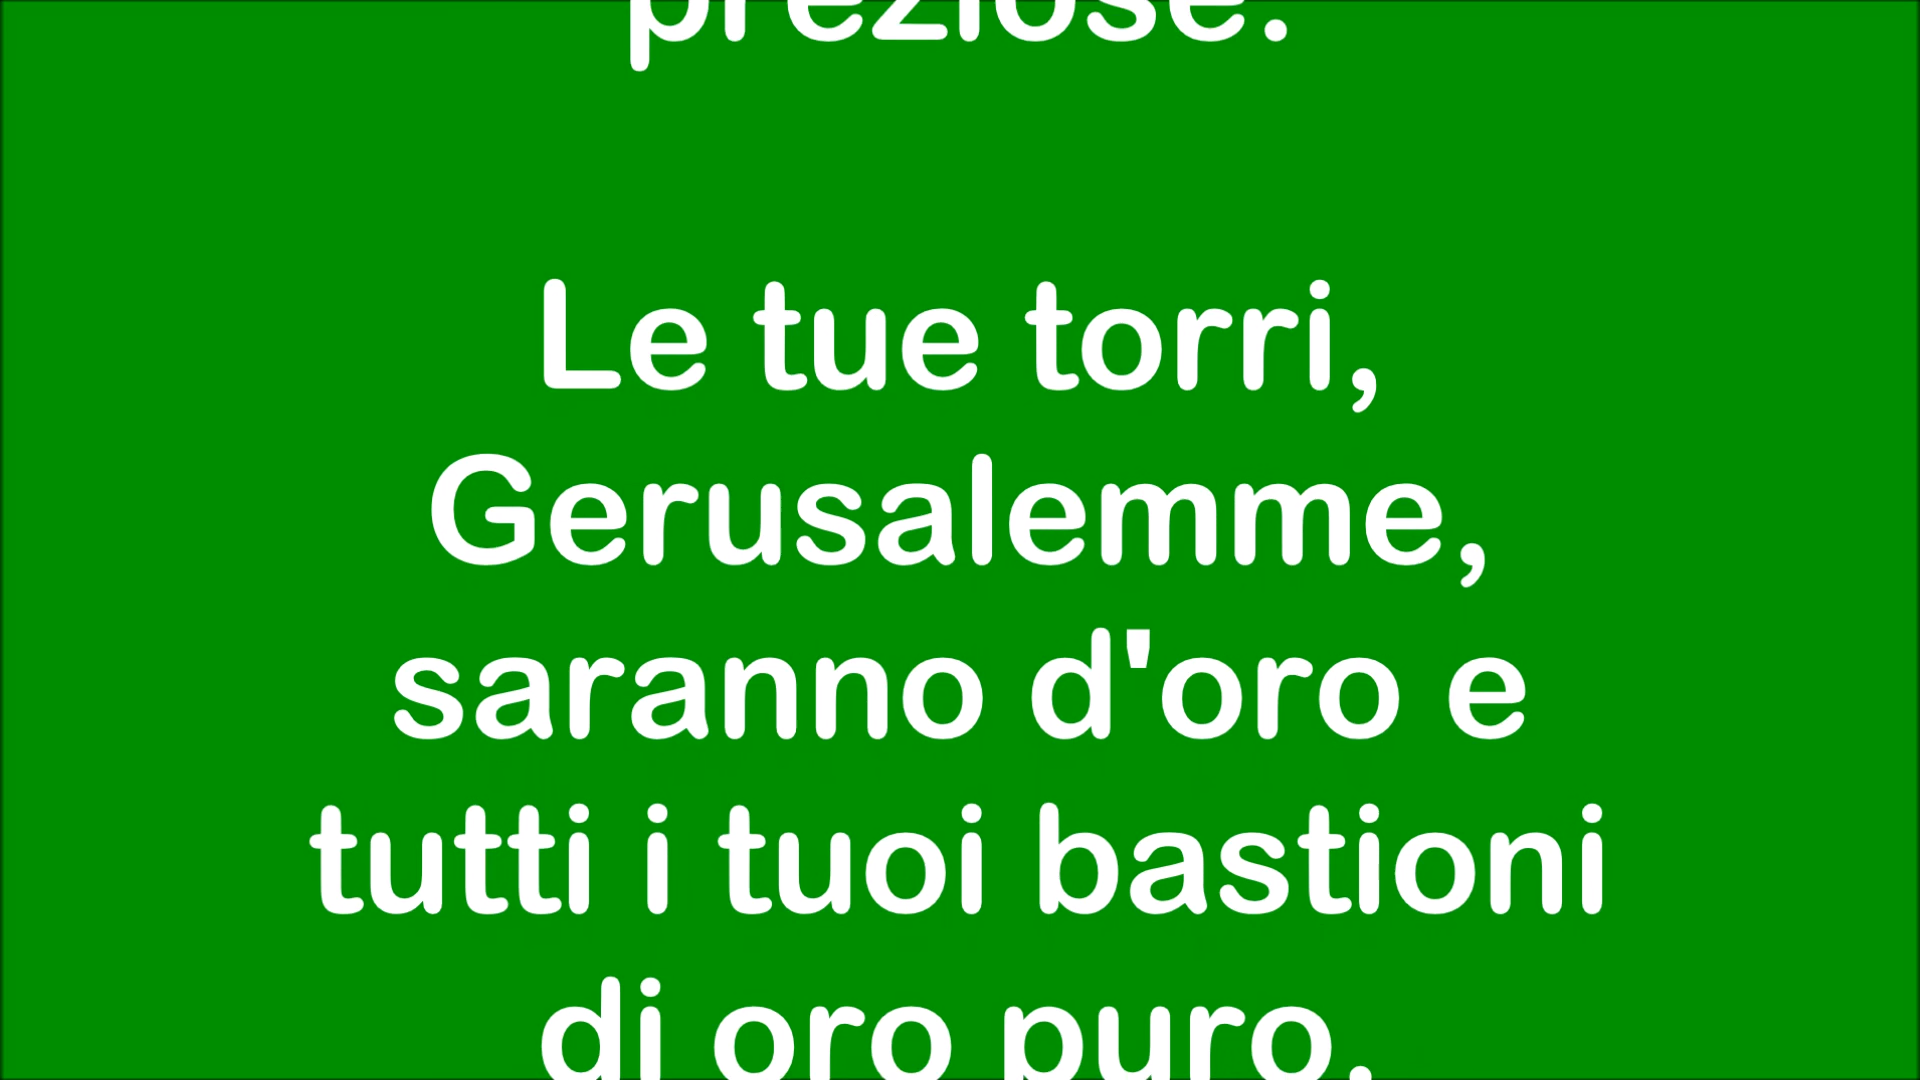 preziose.
Le tue torri,
Gerusalemme,
saranno d'oro e
tutti i tuoi bastioni
di oro puro.